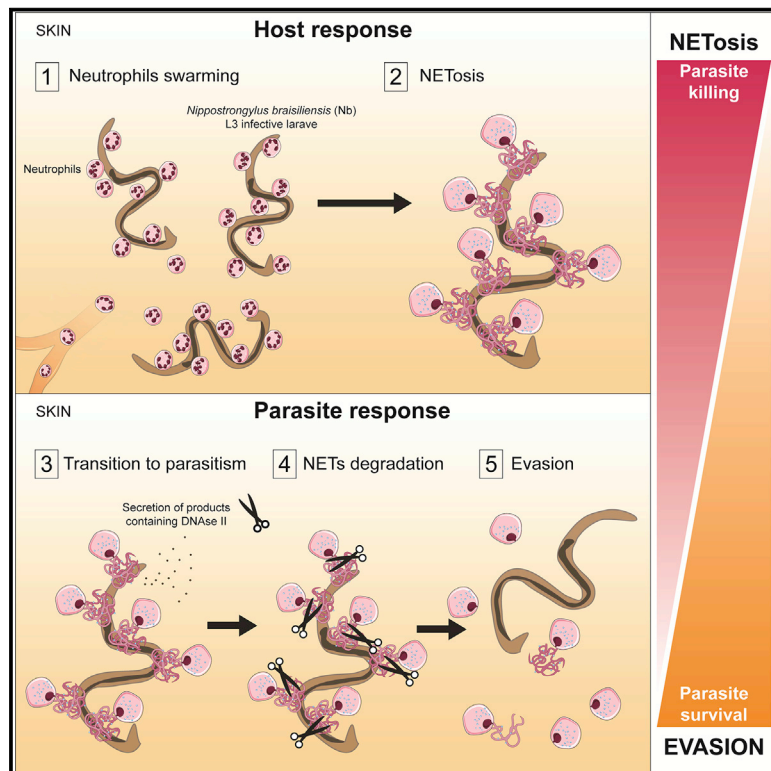 SKIN
Host response
1 Neutrophils swarming
Nippostrongylus braisiliensis (Nb)
L3 infective larave
Neutrophils
2 NETosis
SKIN
Parasite response
3 Transition to parasitism
Secretion of products
containing DNAse II
4 NETs degradation
5 Evasion
NETosis
Parasite
killing
Parasite
survival
EVASION